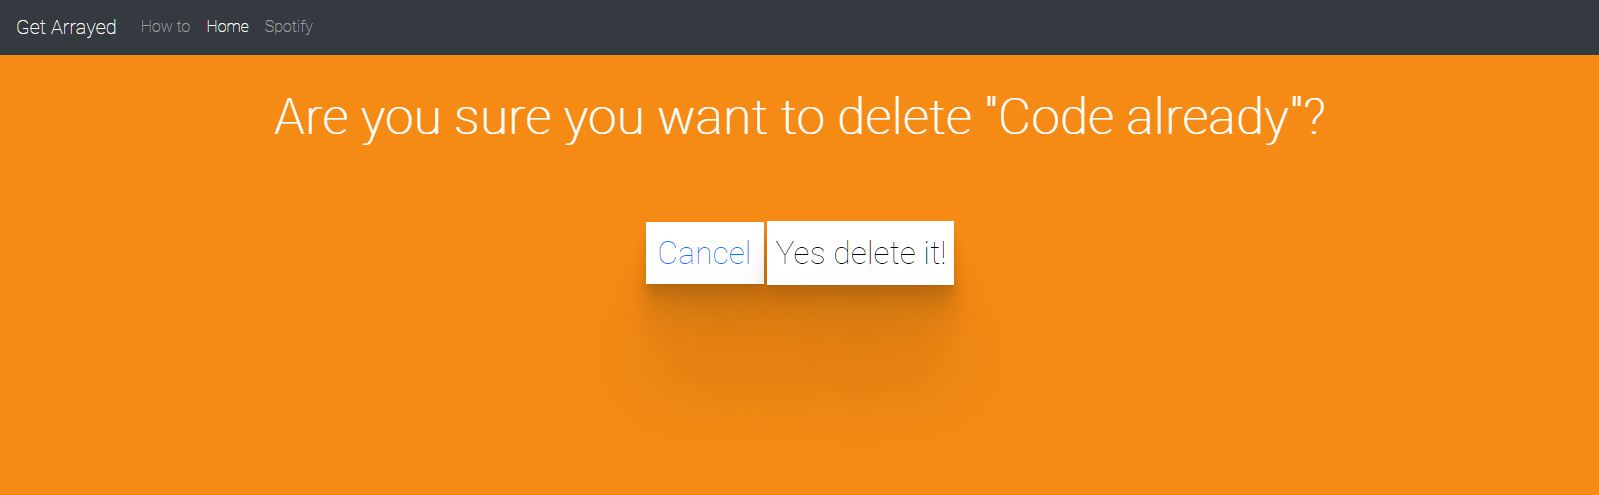 Get Arrayed How to Home Spotify
Are you sure you want to delete "Code already"?
Cancel Yes delete it!